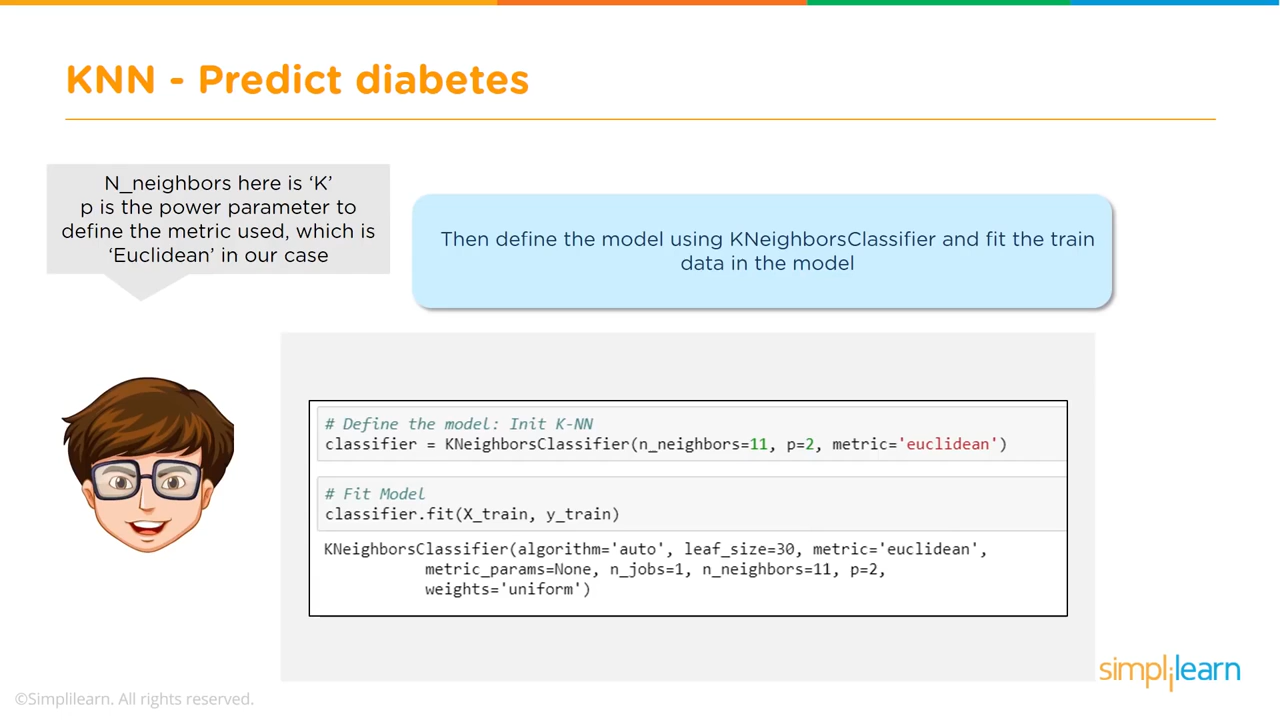 KNN - Predict diabetes
N_neighbors here is ‘K’
p is the power parameter to
define the metric used, which is
‘Euclidean’ in our case
Then define the model using KNeighborsClassifier and fit the train
data in the model
# Define the model: Init K-NN
classifier = KNeighborsClassifier(n_neighbors=11, p=2, metric='euclidean')
# Fit Model
classifier.fit(X_train, y_train)
KNeighborsClassifier(algorithm='auto', leaf_size=30, metric='euclidean',
metric_params=None, n_jobs=1, n_neighbors=11, p=2,
weights='uniform')
simplilearn
©Simplilearn. All rights reserved.